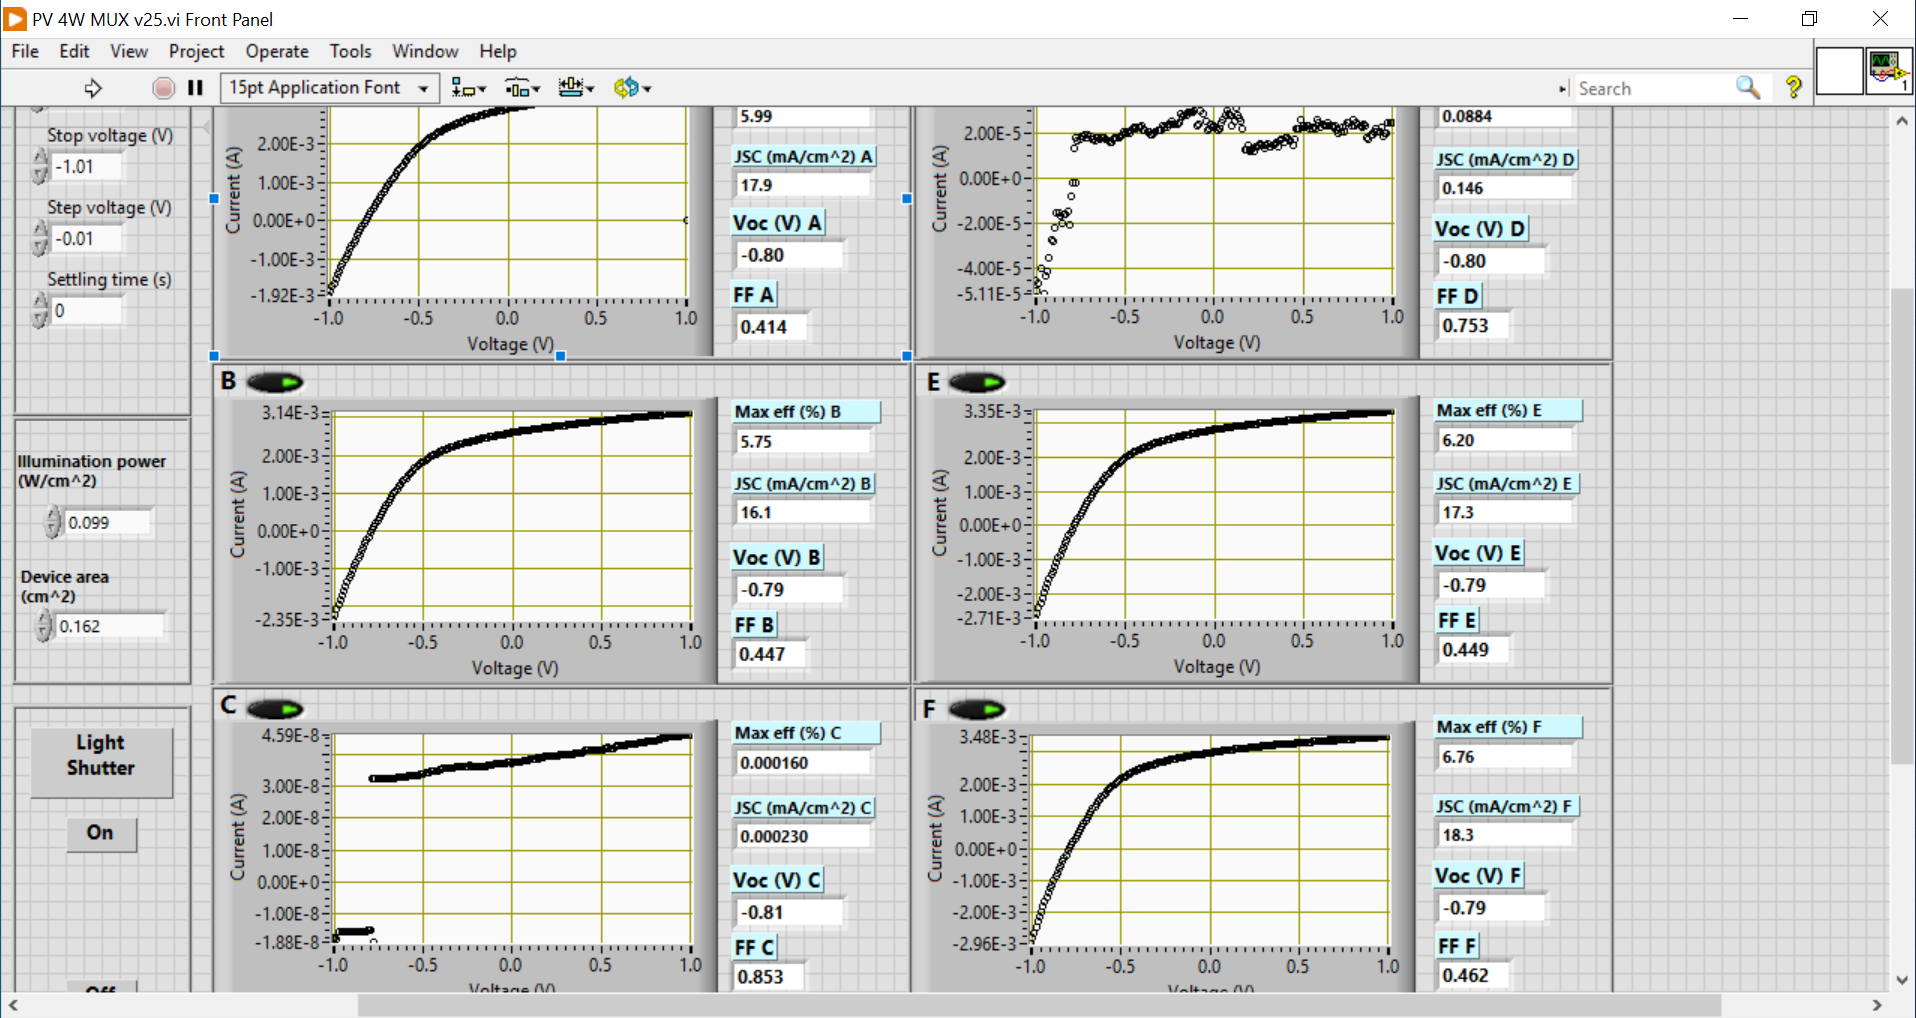 PV 4W MUX v25.vi Front Panel
File Edit View Project Operate Tools Window Help
15pt Application Font
Search
1
Stop voltage (V)
-1.01
Step voltage (V)
-0.01
Settling time (s)
0
Illumination power
(W/cm^2)
0.099
Device area
(cm^2)
0.162
Light
Shutter
On
Current (A)
2.00E-3
1.00E-3
0.00E+0
-1.00E-3
-1.92E-3
-1.0 -0.5 0.0 0.5 1.0
Voltage (V)
5.99
JSC (mA/cm^2) A
17.9
Voc (V) A
-0.80
FF A
0.414
Current (A)
2.00E-5
0.00E+0
-2.00E-5
-4.00E-5
-5.11E-5
-1.0 -0.5 0.0 0.5 1.0
Voltage (V)
0.0884
JSC (mA/cm^2) D
0.146
Voc (V) D
-0.80
FF D
0.753
B
Current (A)
3.14E-3
2.00E-3
1.00E-3
0.00E+0
-1.00E-3
-2.35E-3
-1.0 -0.5 0.0 0.5 1.0
Voltage (V)
Max eff (%) B
5.75
JSC (mA/cm^2) B
16.1
Voc (V) B
-0.79
FF B
0.447
E
Current (A)
3.35E-3
2.00E-3
1.00E-3
0.00E+0
-1.00E-3
-2.00E-3
-2.71E-3
-1.0 -0.5 0.0 0.5 1.0
Voltage (V)
Max eff (%) E
6.20
JSC (mA/cm^2) E
17.3
Voc (V) E
-0.79
FF E
0.449
C
Current (A)
4.59E-8
3.00E-8
2.00E-8
1.00E-8
0.00E+0
-1.00E-8
-1.88E-8
-1.0 -0.5 0.0 0.5 1.0
Voltage (V)
Max eff (%) C
0.000160
JSC (mA/cm^2) C
0.000230
Voc (V) C
-0.81
FF C
0.853
F
Current (A)
3.48E-3
2.00E-3
1.00E-3
0.00E+0
-1.00E-3
-2.00E-3
-2.96E-3
-1.0 -0.5 0.0 0.5 1.0
Voltage (V)
Max eff (%) F
6.76
JSC (mA/cm^2) F
18.3
Voc (V) F
-0.79
FF F
0.462